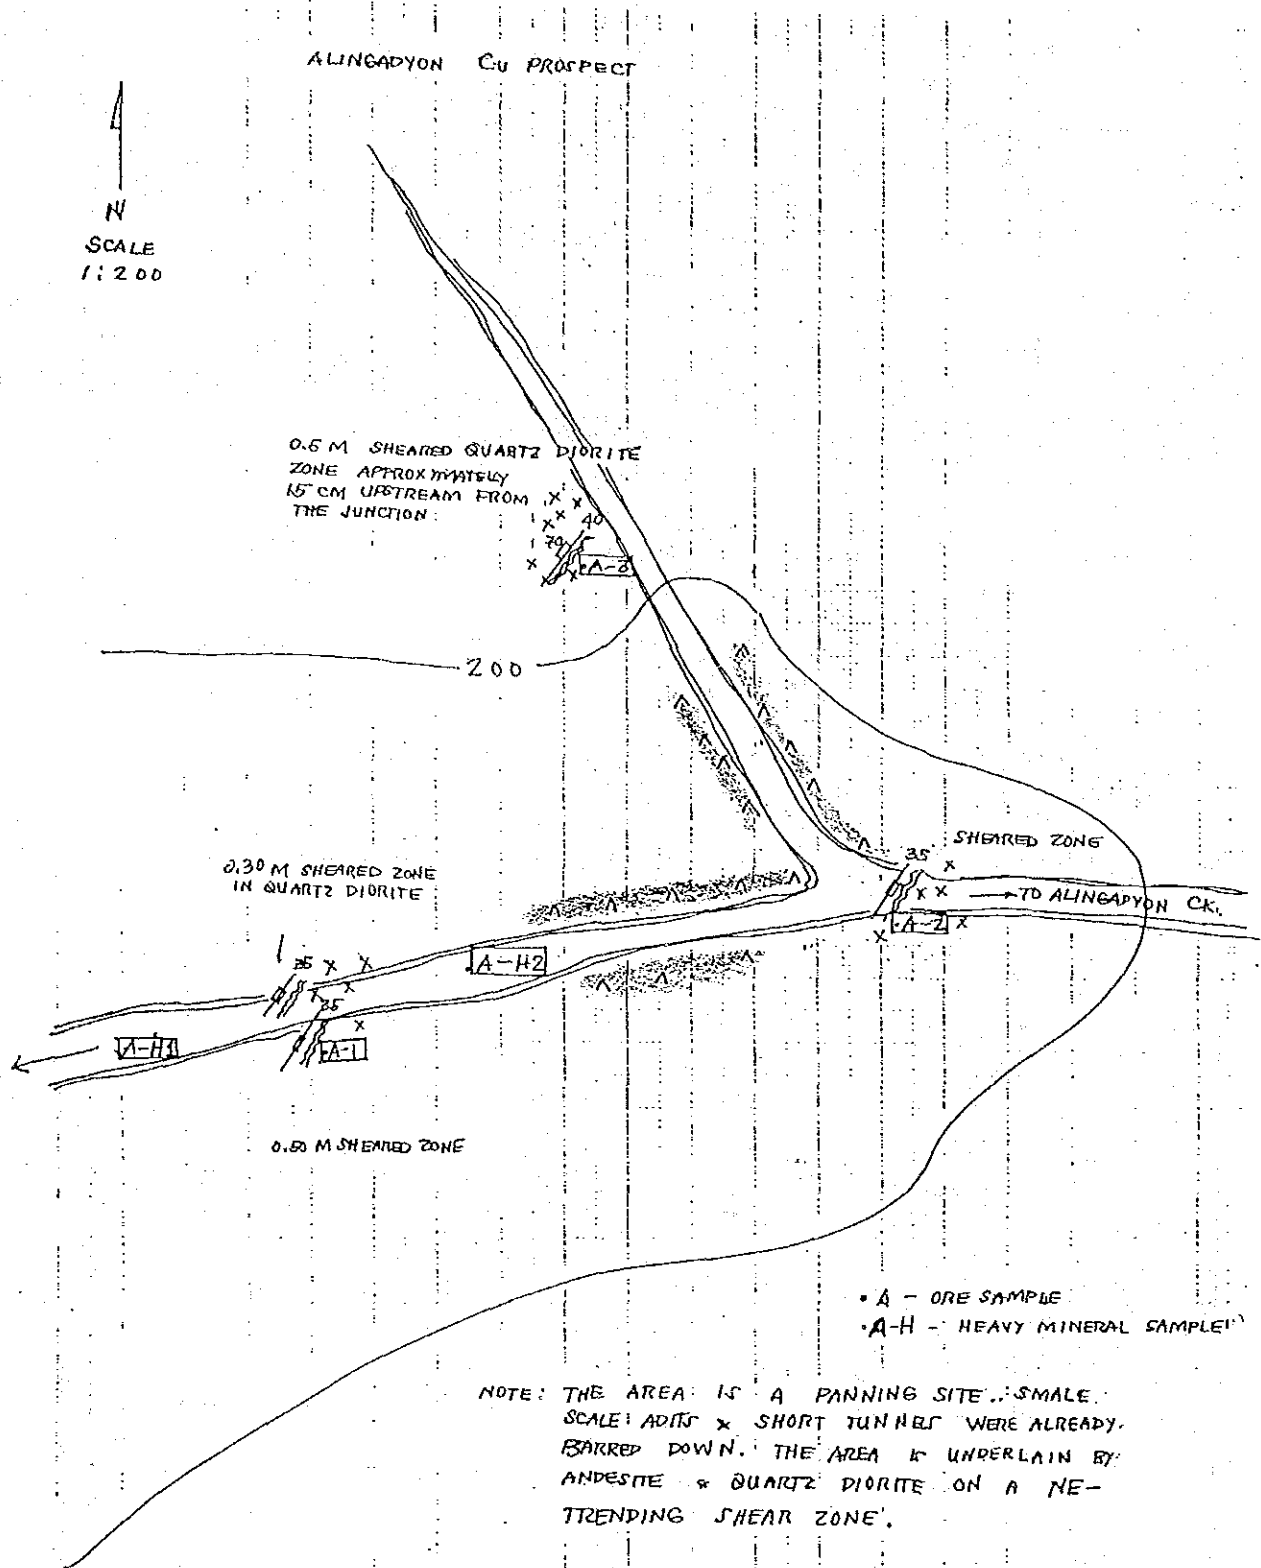 ALINGADYON CU PROSPECT
N
SCALE
1:200
0.5 M SHEARED QUARTZ DIORITE
ZONE APPROXIMATELY
15 CM UPSTREAM FROM
THE JUNCTION
40
70
A-3
200
SHEARED ZONE
35
TO ALINGADYON CK.
A-2
0.30 M SHEARED ZONE
IN QUARTZ DIORITE
A-H2
35
35
A-H1
A-1
0.50 M SHEARED ZONE
• A - ORE SAMPLE
• A-H - HEAVY MINERAL SAMPLE
NOTE: THE AREA IS A PANNING SITE. SMALE
SCALE ADITS & SHORT TUNNELS WERE ALREADY
BARRED DOWN. THE AREA IS UNDERLAIN BY
ANDESITE & QUARTZ DIORITE ON A NE-
TRENDING SHEAR ZONE.